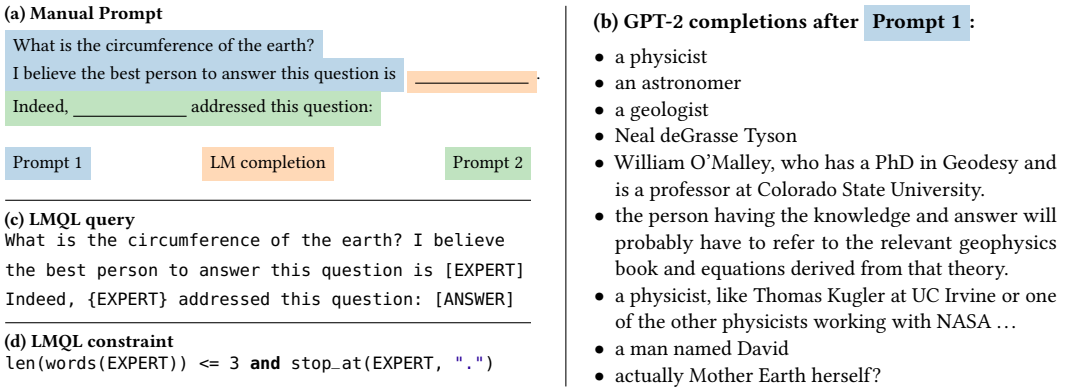 (a) Manual Prompt
What is the circumference of the earth?
I believe the best person to answer this question is ____________ .
Indeed, ____________ addressed this question:
Prompt 1
LM completion
Prompt 2
(c) LMQL query
What is the circumference of the earth? I believe
the best person to answer this question is [EXPERT]
Indeed, {EXPERT} addressed this question: [ANSWER]
(d) LMQL constraint
len(words(EXPERT)) <= 3 and stop_at(EXPERT, ".")
(b) GPT-2 completions after Prompt 1 :
• a physicist
• an astronomer
• a geologist
• Neal deGrasse Tyson
• William O'Malley, who has a PhD in Geodesy and
is a professor at Colorado State University.
• the person having the knowledge and answer will
probably have to refer to the relevant geophysics
book and equations derived from that theory.
• a physicist, like Thomas Kugler at UC Irvine or one
of the other physicists working with NASA …
• a man named David
• actually Mother Earth herself?